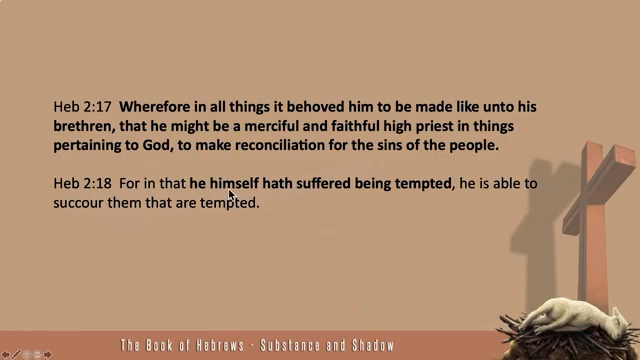 Heb 2:17  Wherefore in all things it behoved him to be made like unto his
brethren, that he might be a merciful and faithful high priest in things
pertaining to God, to make reconciliation for the sins of the people.
Heb 2:18  For in that he himself hath suffered being tempted, he is able to
succour them that are tempted.
The Book of Hebrews - Substance and Shadow